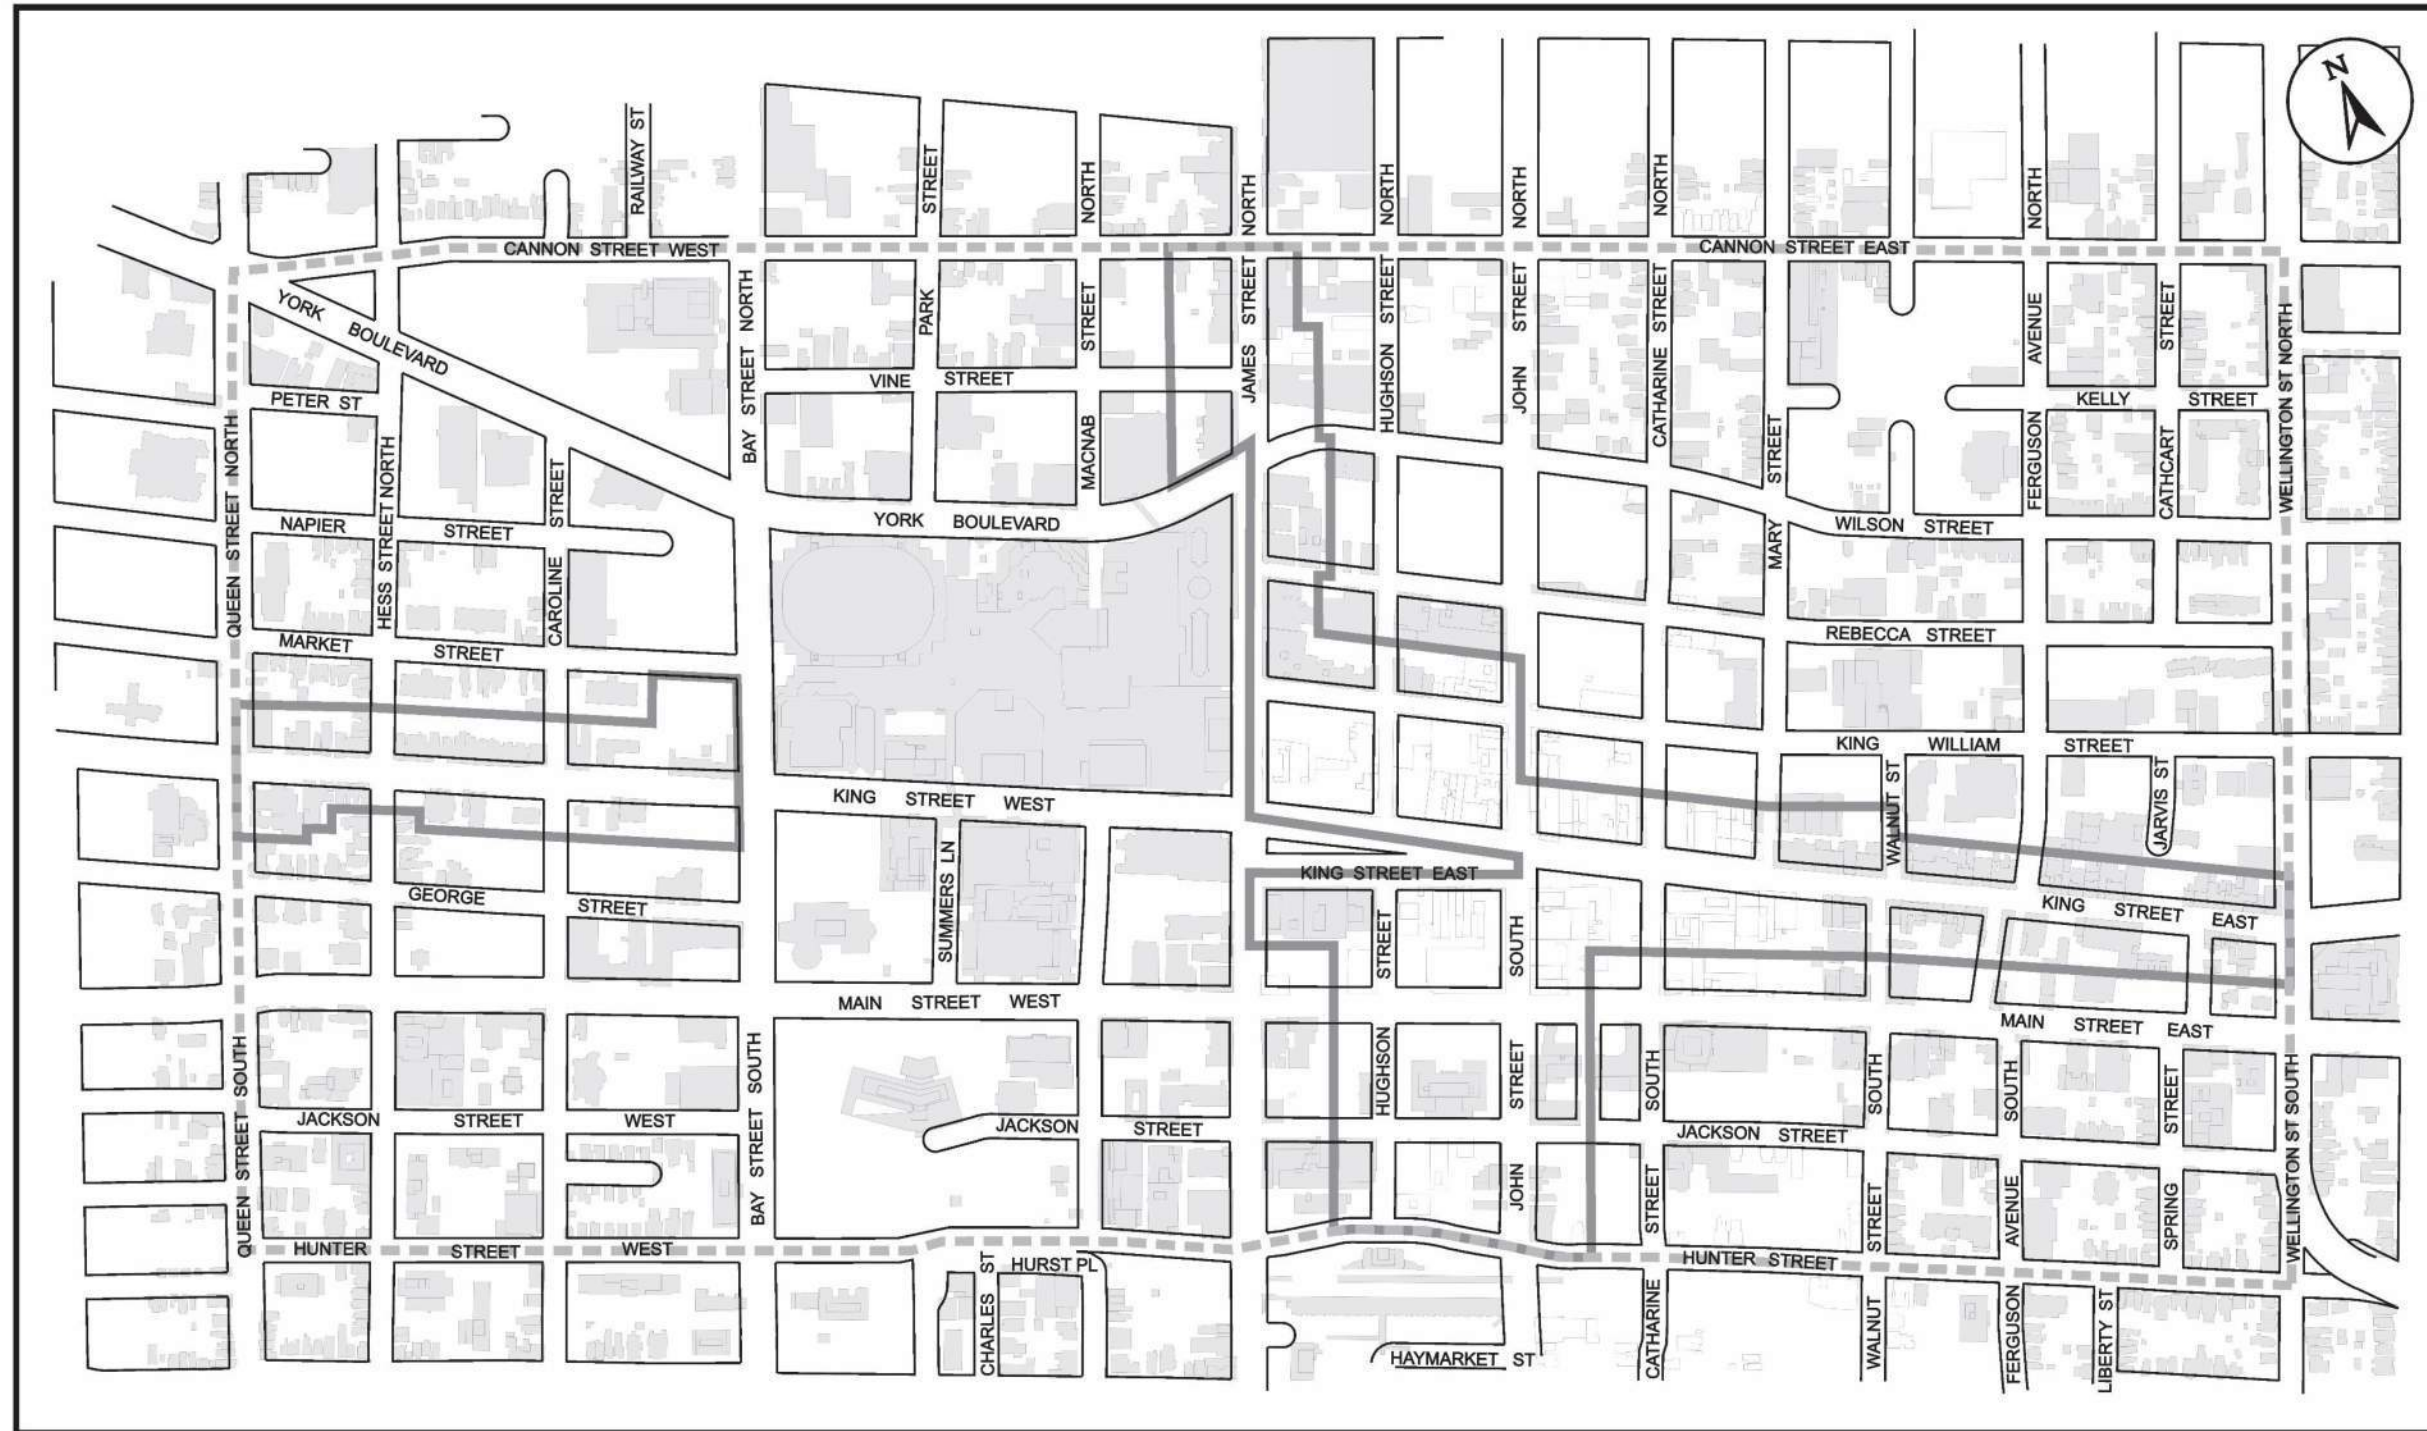 N
RAILWAY ST
STREET
NORTH
NORTH
NORTH
NORTH
NORTH
NORTH
CANNON STREET WEST
CANNON STREET EAST
YORK BOULEVARD
BAY STREET NORTH
PARK
STREET
JAMES STREET
HUGHSON STREET
JOHN STREET
CATHARINE STREET
AVENUE
STREET
WELLINGTON ST NORTH
VINE STREET
PETER ST
KELLY STREET
QUEEN STREET NORTH
HESS STREET NORTH
CAROLINE STREET
MACNAB
MARY STREET
FERGUSON
CATHCART
NAPIER STREET
YORK BOULEVARD
WILSON STREET
MARKET STREET
REBECCA STREET
KING WILLIAM STREET
WALNUT ST
JARVIS ST
KING STREET WEST
SUMMERS LN
KING STREET EAST
GEORGE STREET
KING STREET EAST
STREET
SOUTH
MAIN STREET WEST
MAIN STREET EAST
QUEEN STREET SOUTH
BAY STREET SOUTH
HUGHSON
JOHN STREET
SOUTH
SOUTH
SOUTH
STREET
WELLINGTON ST SOUTH
JACKSON STREET WEST
JACKSON STREET
JACKSON STREET
STREET
STREET
AVENUE
SPRING
HUNTER STREET WEST
HUNTER STREET
HURST PL
CHARLES ST
HAYMARKET ST
CATHARINE
WALNUT
FERGUSON
LIBERTY ST